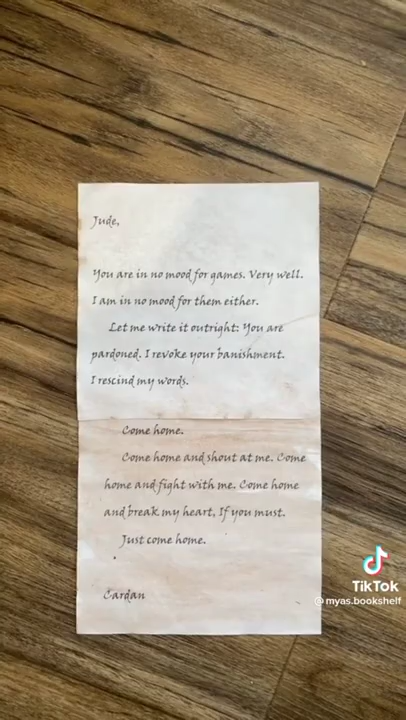 Jude,
You are in no mood for games. Very well.
I am in no mood for them either.
Let me write it outright: You are
pardoned. I revoke your banishment.
I rescind my words.
Come home.
Come home and shout at me. Come
home and fight with me. Come home
and break my heart, If you must.
Just come home.
Cardan
TikTok
@myas.bookshelf